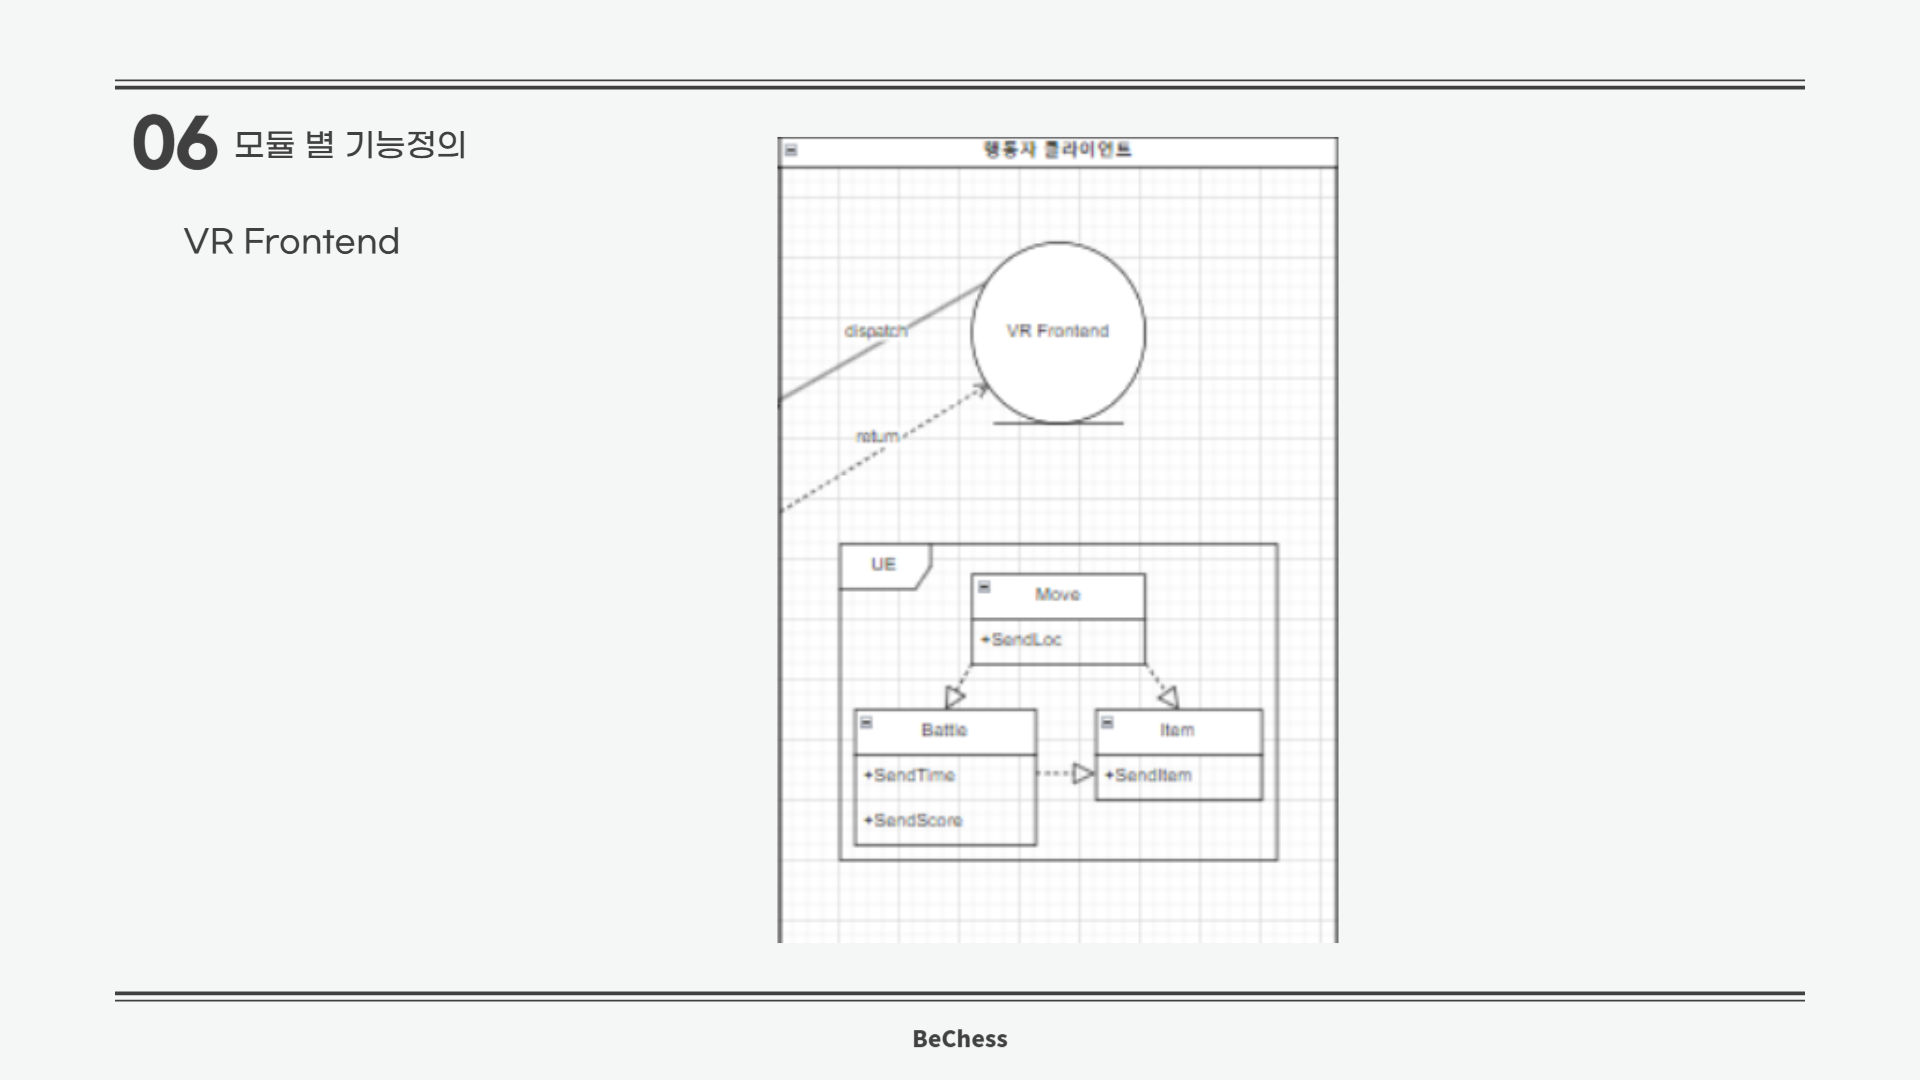 06 모듈 별 기능정의
VR Frontend
행동자 클라이언트
VR Frontend
dispatch
return
UE
Move
+SendLoc
Battle
+SendTime
+SendScore
Item
+SendItem
BeChess